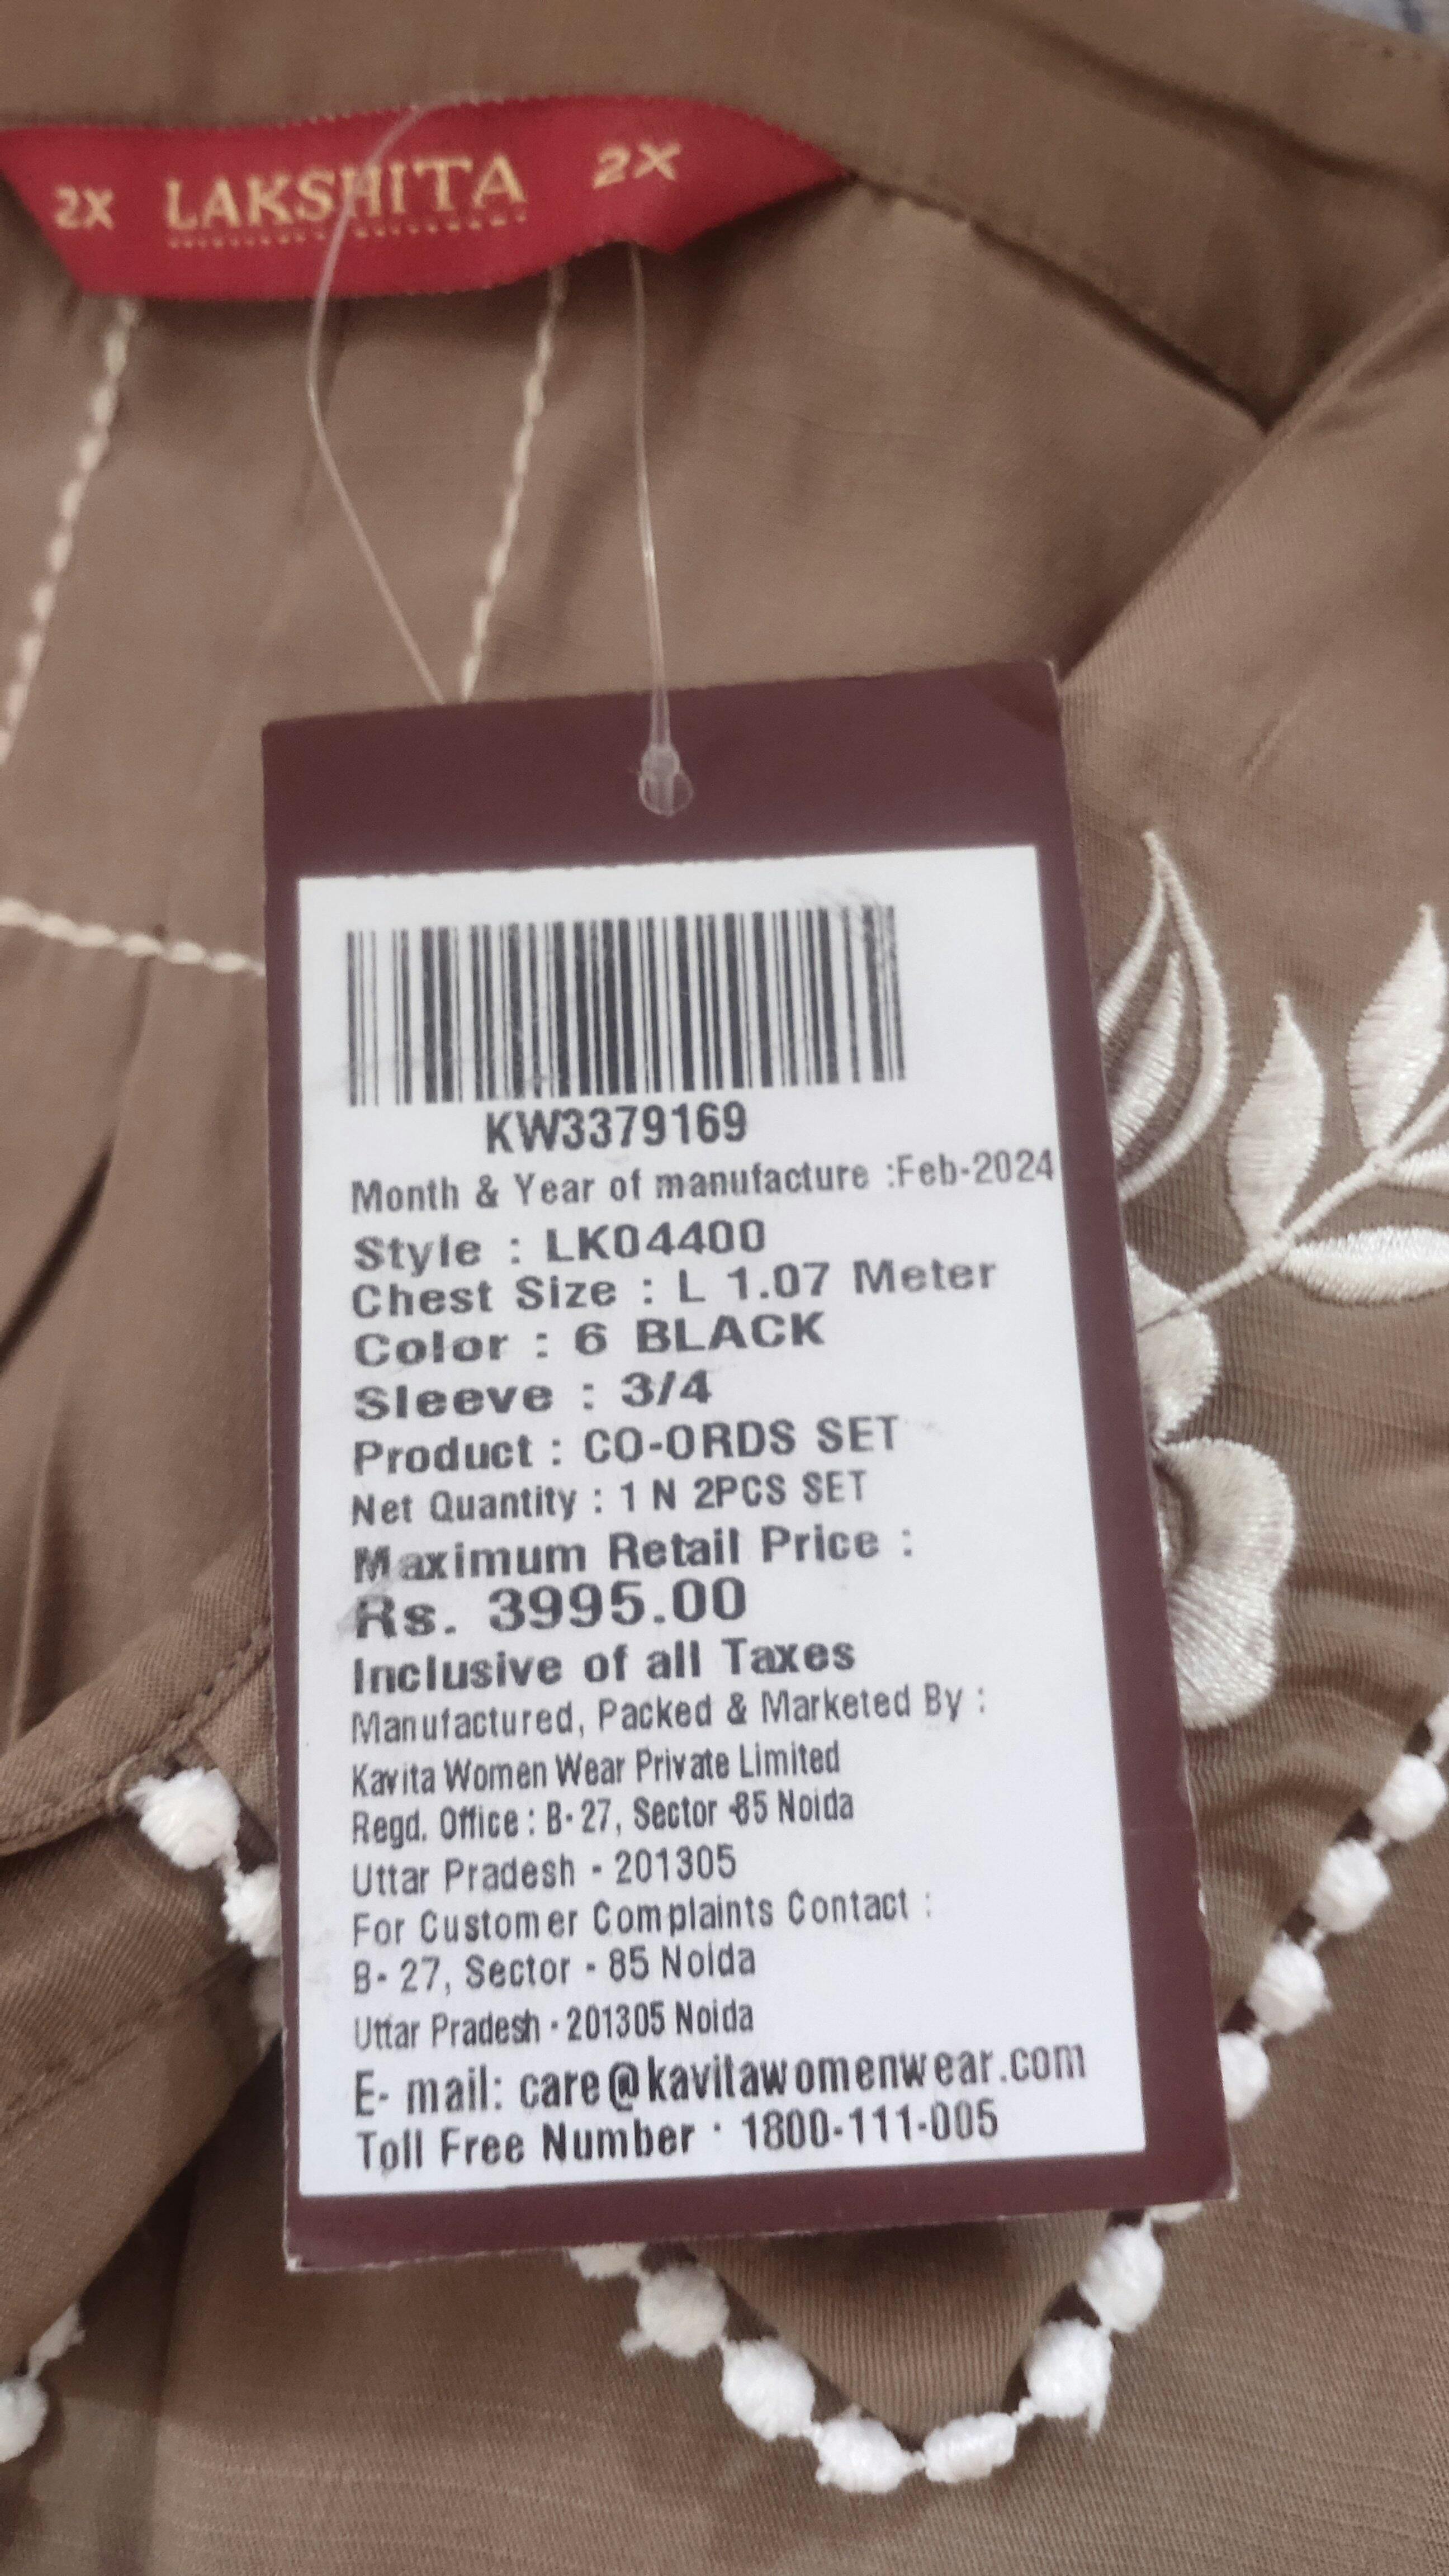 2X LAKSHITA 2X
KW3379169
Month & Year of manufacture :Feb-2024
Style : LK04400
Chest Size : L 1.07 Meter
Color : 6 BLACK
Sleeve : 3/4
Product : CO-ORDS SET
Net Quantity : 1 N 2PCS SET
Maximum Retail Price :
Rs. 3995.00
Inclusive of all Taxes
Manufactured, Packed & Marketed By :
Kavita Women Wear Private Limited
Regd. Office : B- 27, Sector -85 Noida
Uttar Pradesh - 201305
For Customer Complaints Contact :
B- 27, Sector - 85 Noida
Uttar Pradesh - 201305 Noida
E- mail: care@kavitawomenwear.com
Toll Free Number : 1800-111-005